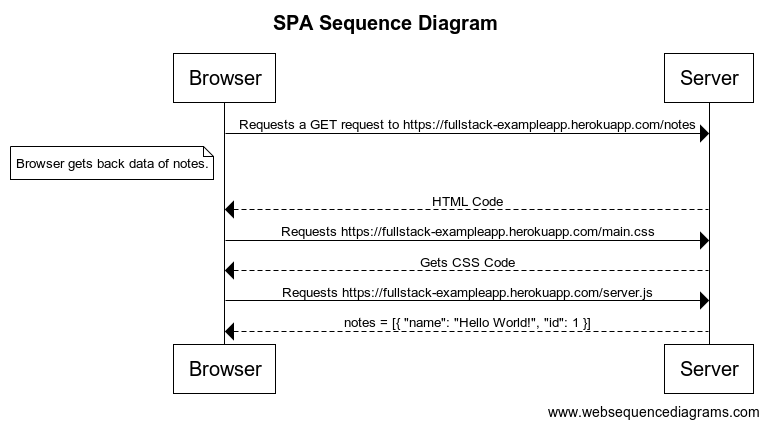 SPA Sequence Diagram
Browser
Server
Requests a GET request to https://fullstack-exampleapp.herokuapp.com/notes
Browser gets back data of notes.
HTML Code
Requests https://fullstack-exampleapp.herokuapp.com/main.css
Gets CSS Code
Requests https://fullstack-exampleapp.herokuapp.com/server.js
notes = [{ "name": "Hello World!", "id": 1 }]
Browser
Server
www.websequencediagrams.com